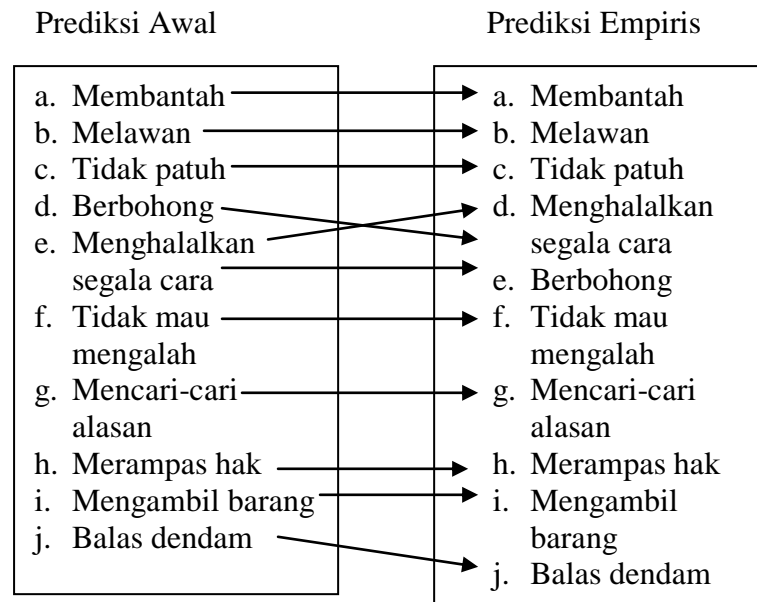 Prediksi Awal
a. Membantah
b. Melawan
c. Tidak patuh
d. Berbohong
e. Menghalalkan
segala cara
f. Tidak mau
mengalah
g. Mencari-cari
alasan
h. Merampas hak
i. Mengambil barang
j. Balas dendam
Prediksi Empiris
a. Membantah
b. Melawan
c. Tidak patuh
d. Menghalalkan
segala cara
e. Berbohong
f. Tidak mau
mengalah
g. Mencari-cari
alasan
h. Merampas hak
i. Mengambil
barang
j. Balas dendam